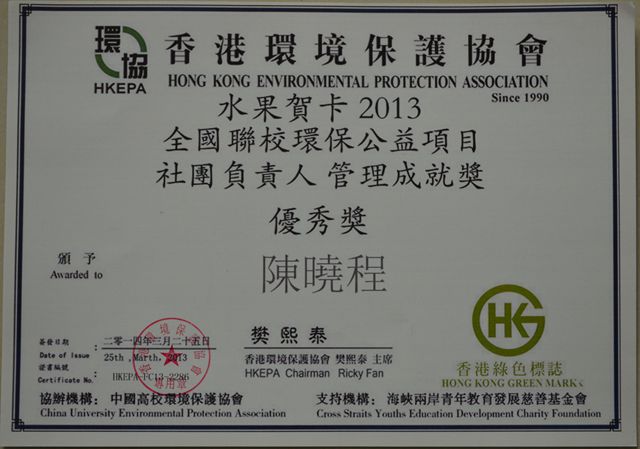 環協
HKEPA
香港環境保護協會
HONG KONG ENVIRONMENTAL PROTECTION ASSOCIATION
Since 1990
水果賀卡 2013
全國聯校環保公益項目
社團負責人管理成就獎
優秀獎
頒予
Awarded to
陳曉程
簽發日期：
二零一四年三月二十五日
Date of Issue
25th ,March, 2013
證書編號
Certificate No.:
HKEPA-FC13-2286
專用章
樊熙泰
香港環境保護協會 樊熙泰 主席
HKEPA Chairman Ricky Fan
HKG
香港綠色標誌
HONG KONG GREEN MARK
協辦機構： 中國高校環境保護協會
China University Environmental Protection Association
支持機構： 海峽兩岸青年教育發展慈善基金會
Cross Straits Youths Education Development Charity Foundation